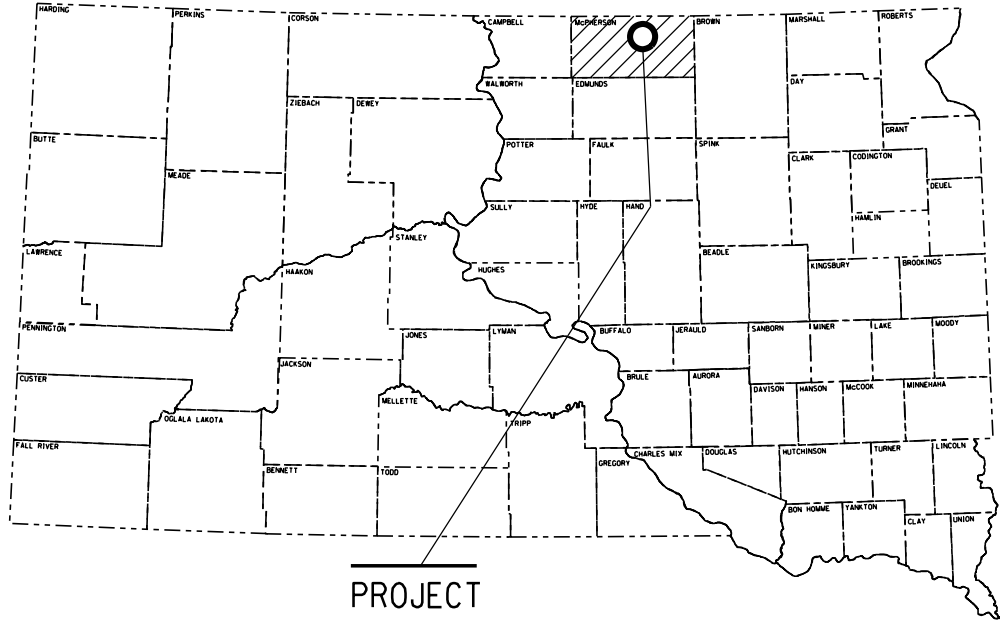 HARDING
PERKINS
CORSON
CAMPBELL
McPHERSON
BROWN
MARSHALL
ROBERTS
WALWORTH
EDMUNDS
DAY
ZIEBACH
DEWEY
GRANT
BUTTE
POTTER
FAULK
SPINK
CLARK
CODINGTON
MEADE
DEUEL
SULLY
HYDE
HAND
HAMLIN
STANLEY
LAWRENCE
BEADLE
HAAKON
HUGHES
KINGSBURY
BROOKINGS
PENNINGTON
JONES
LYMAN
BUFFALO
JERAULD
SANBORN
MINER
LAKE
MOODY
JACKSON
CUSTER
BRULE
AURORA
DAVISON
HANSON
McCOOK
MINNEHAHA
MELLETTE
OGLALA LAKOTA
TRIPP
FALL RIVER
GREGORY
CHARLES MIX
DOUGLAS
HUTCHINSON
TURNER
LINCOLN
BENNETT
TODD
BON HOMME
YANKTON
CLAY
UNION
PROJECT